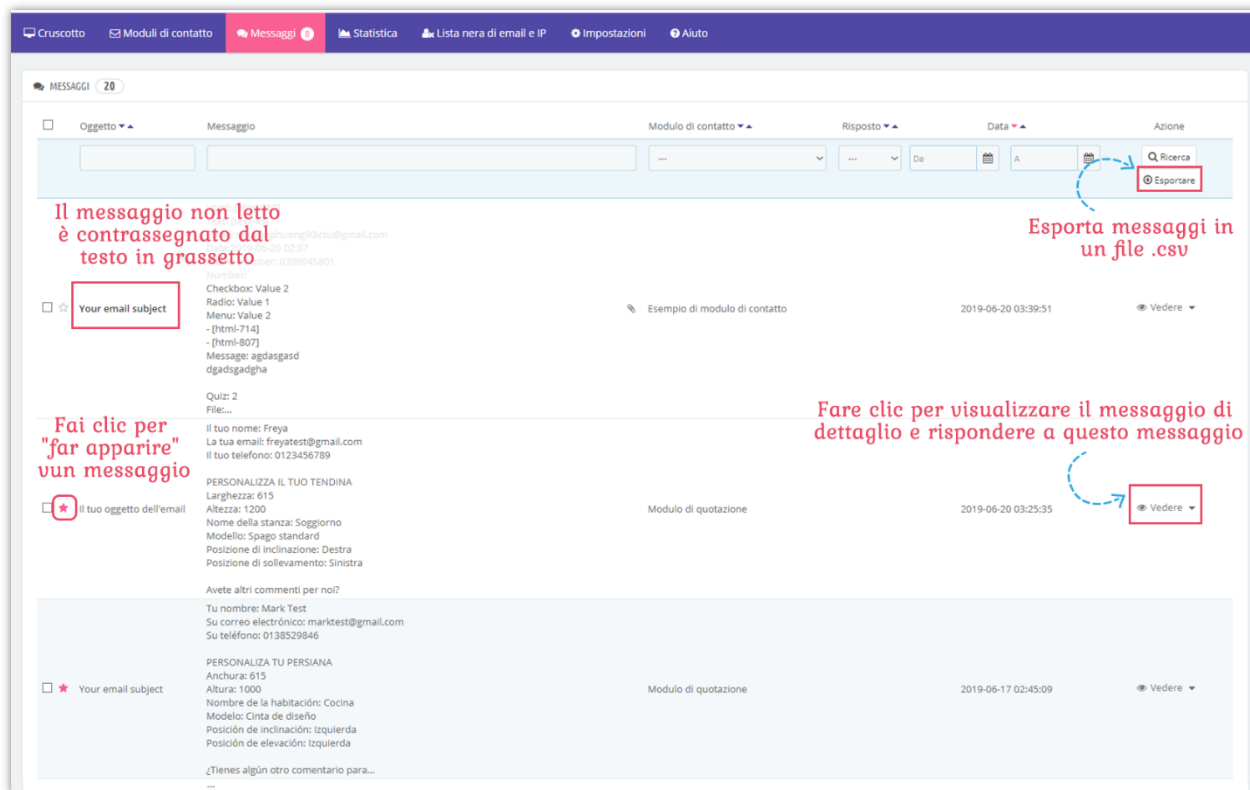 Cruscotto Moduli di contatto Messaggi 8 Statistica Lista nera di email e IP Impostazioni Aiuto
MESSAGGI 20
Oggetto Messaggio Modulo di contatto Risposto Data Azione
--- --- Da A Ricerca
Esportare
Il messaggio non letto
è contrassegnato dal
testo in grassetto
Esporta messaggi in
un file .csv
phuong90ictu@gmail.com
2019-06-20 02:37
0389945801
Number:
Checkbox: Value 2
Radio: Value 1
Menu: Value 2
- [html-714]
- [html-807]
Message: agdasgasd
dgadsgadgha
Quiz: 2
File:...
Your email subject Esempio di modulo di contatto 2019-06-20 03:39:51 Vedere
Fai clic per
"far apparire"
vun messaggio
Fare clic per visualizzare il messaggio di
dettaglio e rispondere a questo messaggio
Il tuo nome: Freya
La tua email: freyatest@gmail.com
Il tuo telefono: 0123456789
PERSONALIZZA IL TUO TENDINA
Larghezza: 615
Altezza: 1200
Nome della stanza: Soggiorno
Modello: Spago standard
Posizione di inclinazione: Destra
Posizione di sollevamento: Sinistra
Avete altri commenti per noi?
Il tuo oggetto dell'email Modulo di quotazione 2019-06-20 03:25:35 Vedere
Tu nombre: Mark Test
Su correo electrónico: marktest@gmail.com
Su teléfono: 0138529846
PERSONALIZA TU PERSIANA
Anchura: 615
Altura: 1000
Nombre de la habitación: Cocina
Modelo: Cinta de diseño
Posición de inclinación: Izquierda
Posición de elevación: Izquierda
¿Tienes algún otro comentario para...
Your email subject Modulo di quotazione 2019-06-17 02:45:09 Vedere
...